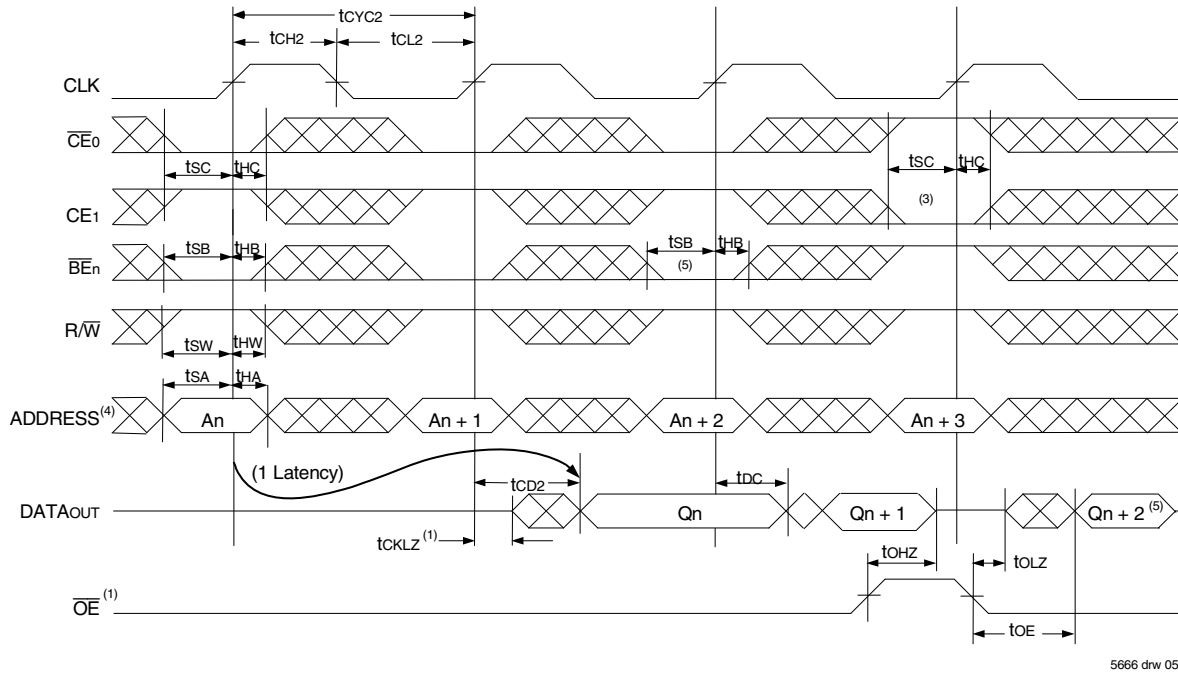 tCYC2
tCH2 tCL2
CLK
CE0
tSC tHC tSC tHC
(3)
CE1
tSB tHB tSB tHB
BEn (5)
R/W
tSW tHW
tSA tHA
ADDRESS(4) An An + 1 An + 2 An + 3
(1 Latency) tCD2 tDC
DATAOUT Qn Qn + 1 Qn + 2 (5)
tCKLZ (1)
tOHZ tOLZ
OE (1)
tOE
5666 drw 05